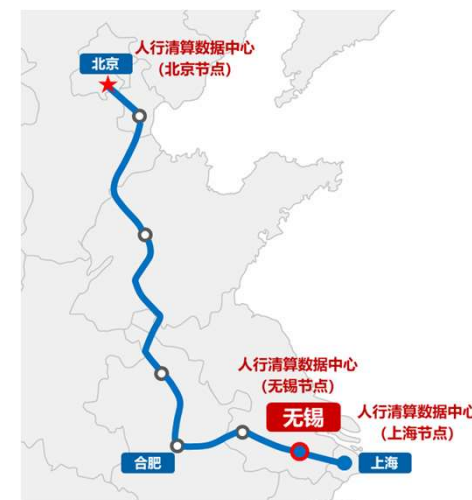 人行清算数据中心
(北京节点)
北京
人行清算数据中心
(无锡节点)
无锡
人行清算数据中心
(上海节点)
合肥
上海